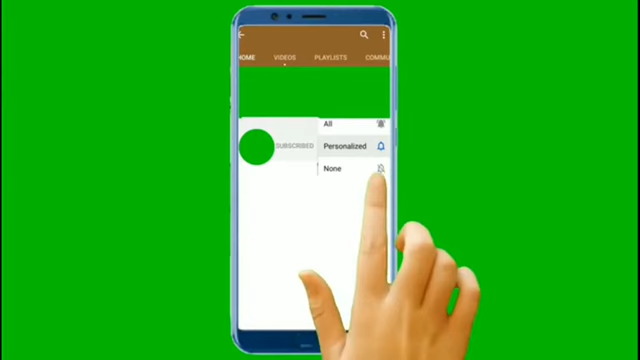 HOME VIDEOS PLAYLISTS COMMU
All
SUBSCRIBED Personalized
None